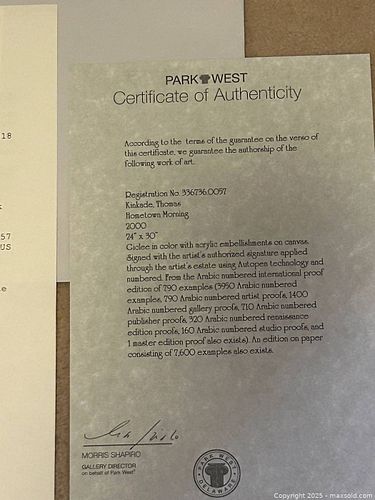 18
PARK WEST
Certificate of Authenticity
According to the terms of the guarantee on the verso of
this certificate, we guarantee the authorship of the
following work of art.
Registration No. 336736.0057
Kinkade, Thomas
Hometown Morning
2000
24" x 30"
Giclee in color with acrylic embellishments on canvas.
Signed with the artist's authorized signature applied
through the artist's estate using Autopen technology and
numbered. From the Arabic numbered international proof
edition of 790 examples (3950 Arabic numbered
examples, 790 Arabic numbered artist proofs, 1400
Arabic numbered gallery proofs, 710 Arabic numbered
publisher proofs, 320 Arabic numbered renaissance
edition proofs, 160 Arabic numbered studio proofs, and
1 master edition proof also exists). An edition on paper
consisting of 7,600 examples also exists.
57
US
e
MORRIS SHAPIRO
GALLERY DIRECTOR
on behalf of Park West®
PARK WEST
DELAWARE
Copyright 2025 - maxsold.com